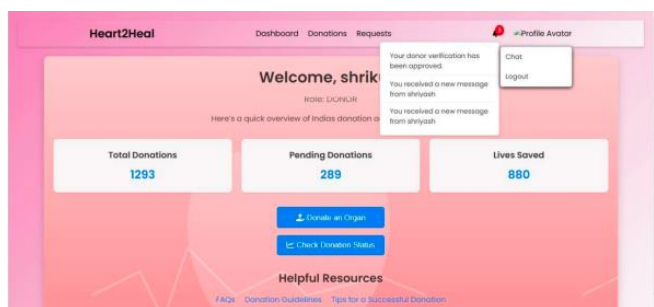 Heart2Heal
Dashboard Donations Requests
Profile Avatar
Your donor verification has
been approved.
You received a new message
from shriyash
You received a new message
from shriyash
Chat
Logout
Welcome, shrik
Role: DONOR
Here's a quick overview of Indias donation
Total Donations
1293
Pending Donations
289
Lives Saved
880
Donate an Organ
Check Donation Status
Helpful Resources
FAQs Donation Guidelines Tips for a Successful Donation